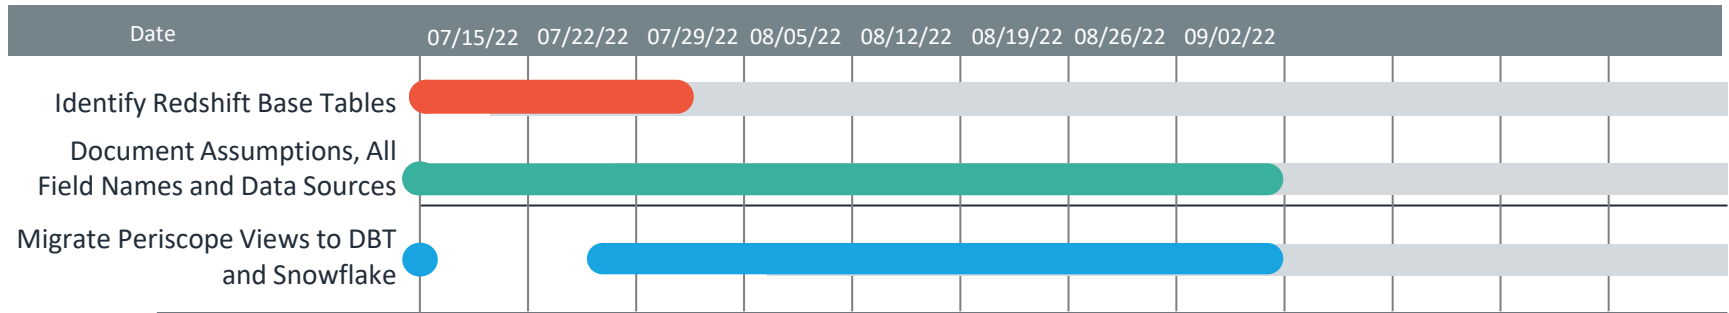 Date 07/15/22 07/22/22 07/29/22 08/05/22 08/12/22 08/19/22 08/26/22 09/02/22
Identify Redshift Base Tables
Document Assumptions, All
Field Names and Data Sources
Migrate Periscope Views to DBT
and Snowflake